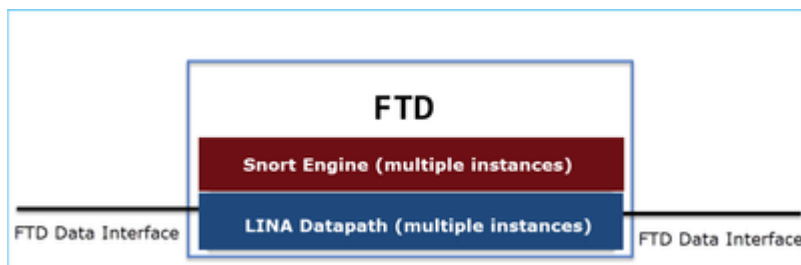 FTD
Snort Engine (multiple instances)
LINA Datapath (multiple instances)
FTD Data Interface
FTD Data Interface